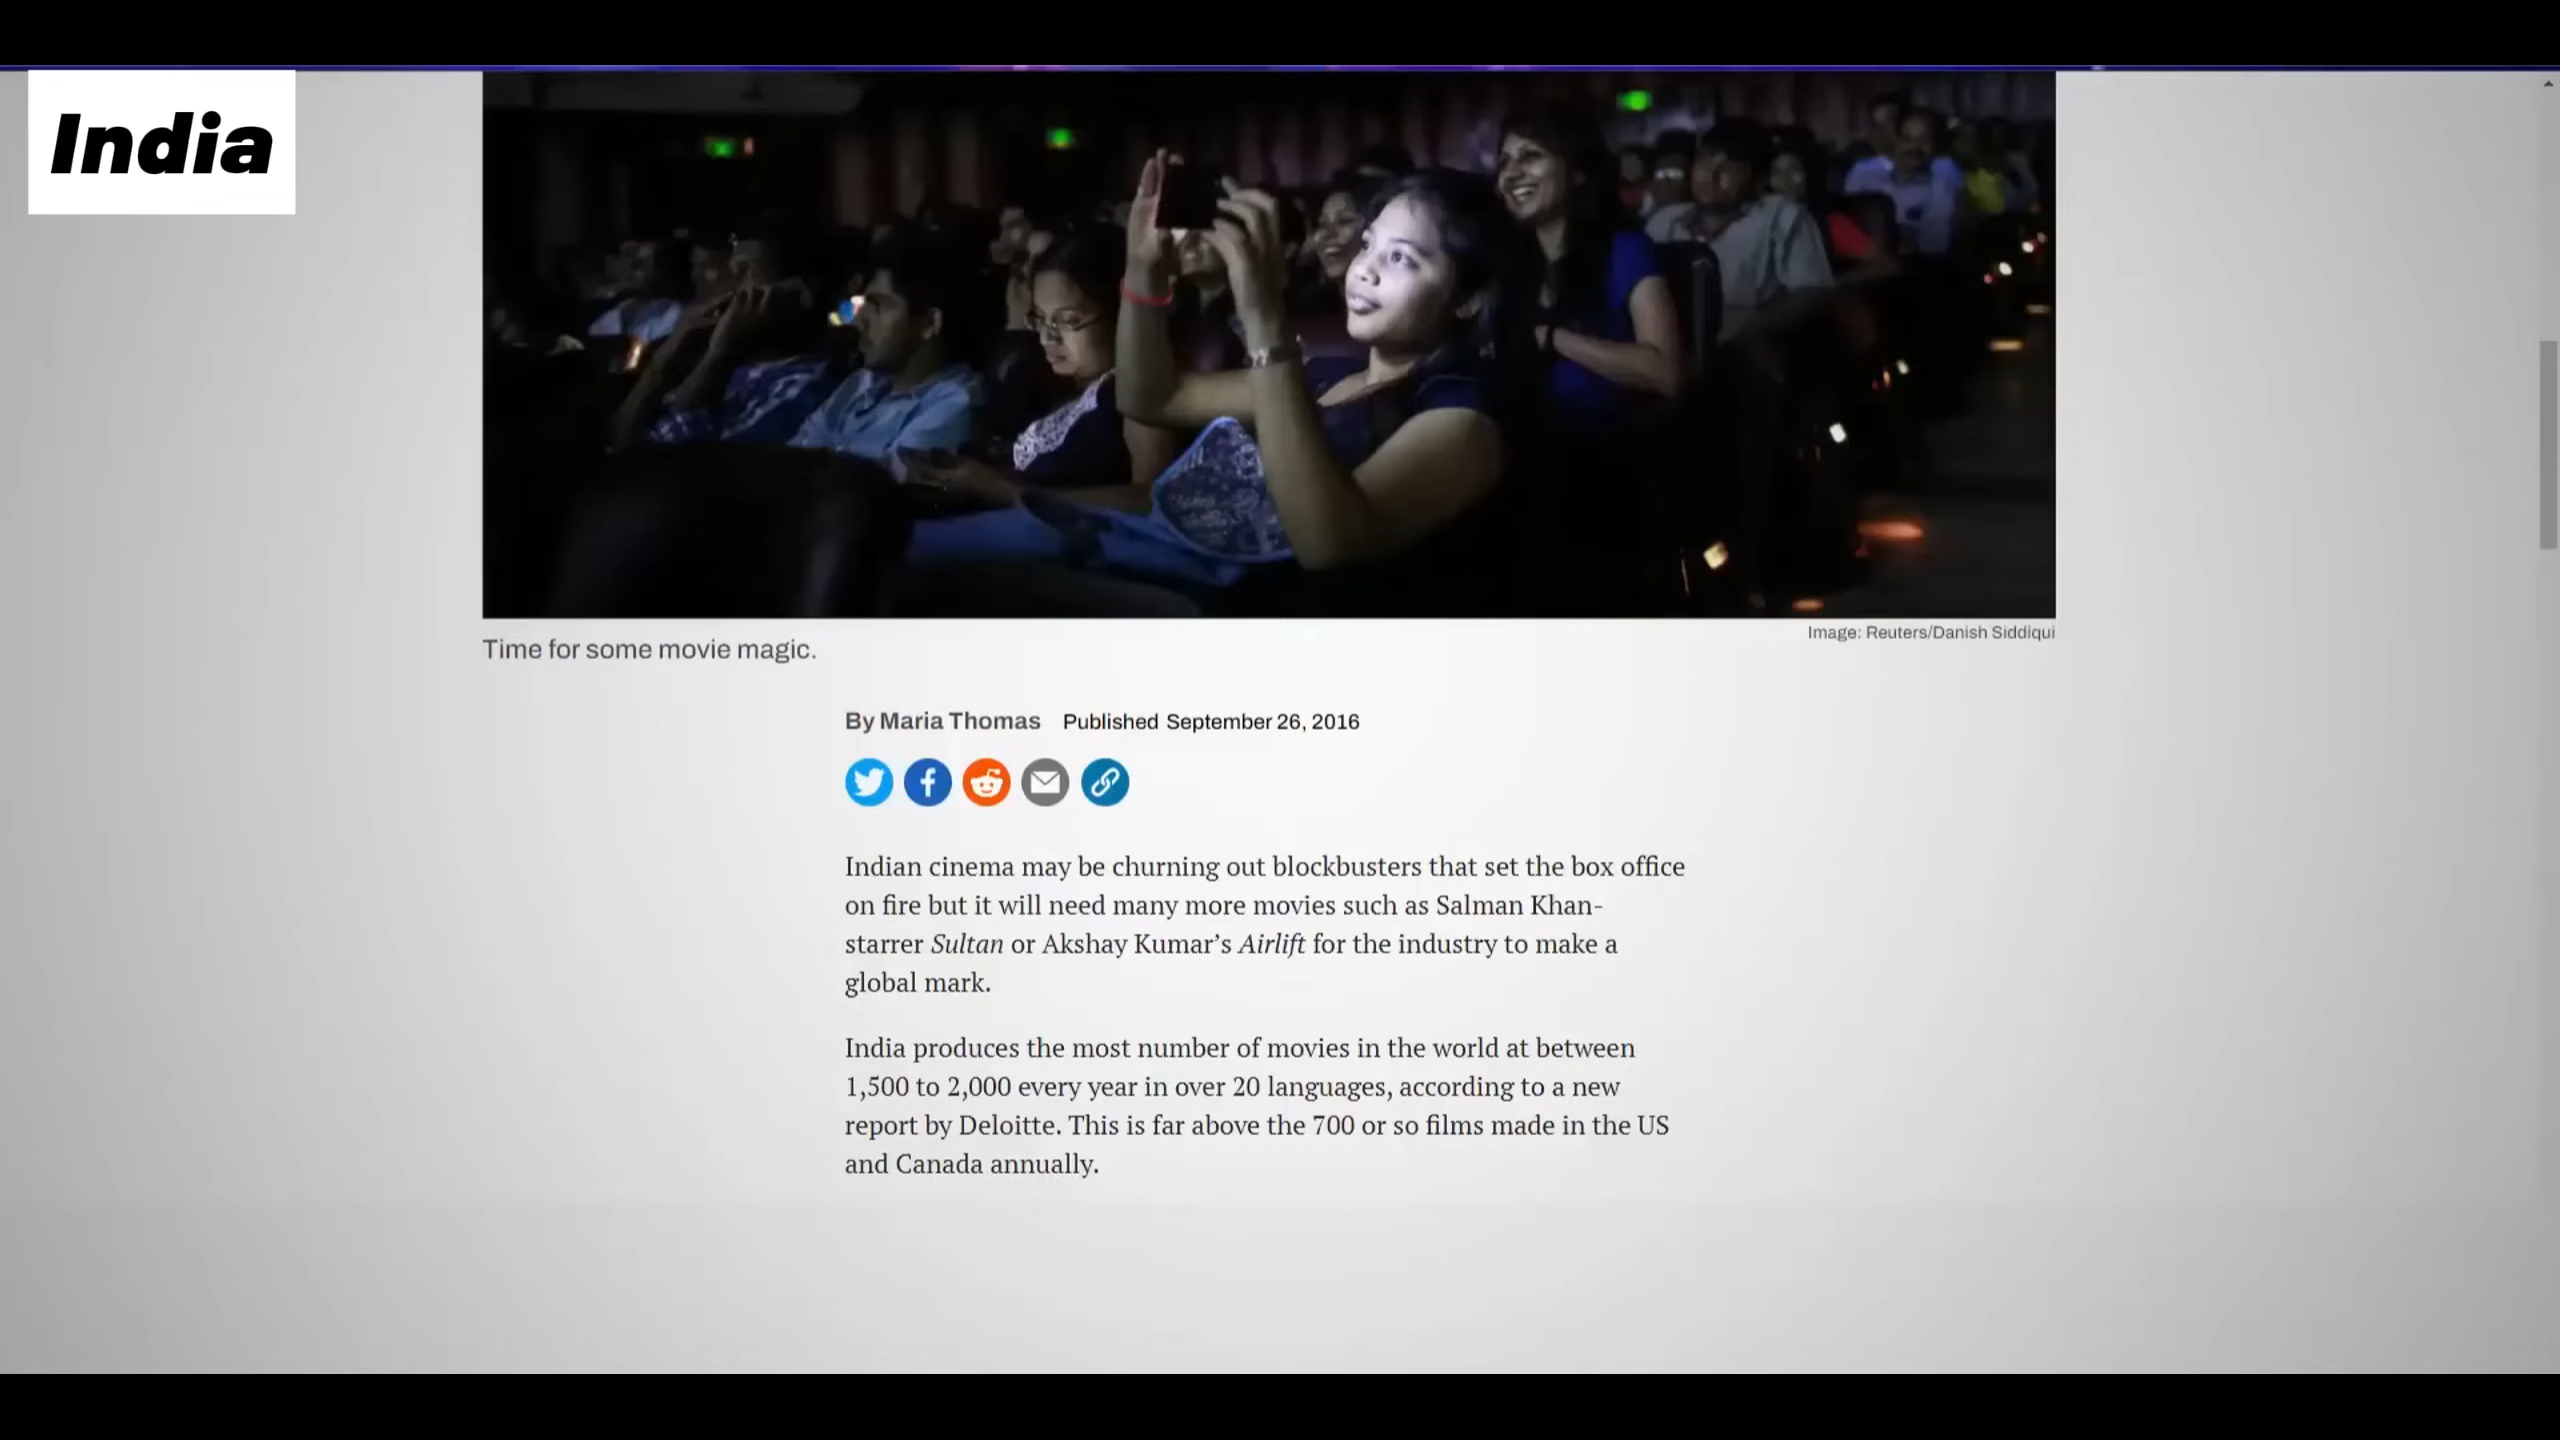 India
Image: Reuters/Danish Siddiqui
Time for some movie magic.
By Maria Thomas Published September 26, 2016
Indian cinema may be churning out blockbusters that set the box office
on fire but it will need many more movies such as Salman Khan-
starrer Sultan or Akshay Kumar’s Airlift for the industry to make a
global mark.
India produces the most number of movies in the world at between
1,500 to 2,000 every year in over 20 languages, according to a new
report by Deloitte. This is far above the 700 or so films made in the US
and Canada annually.